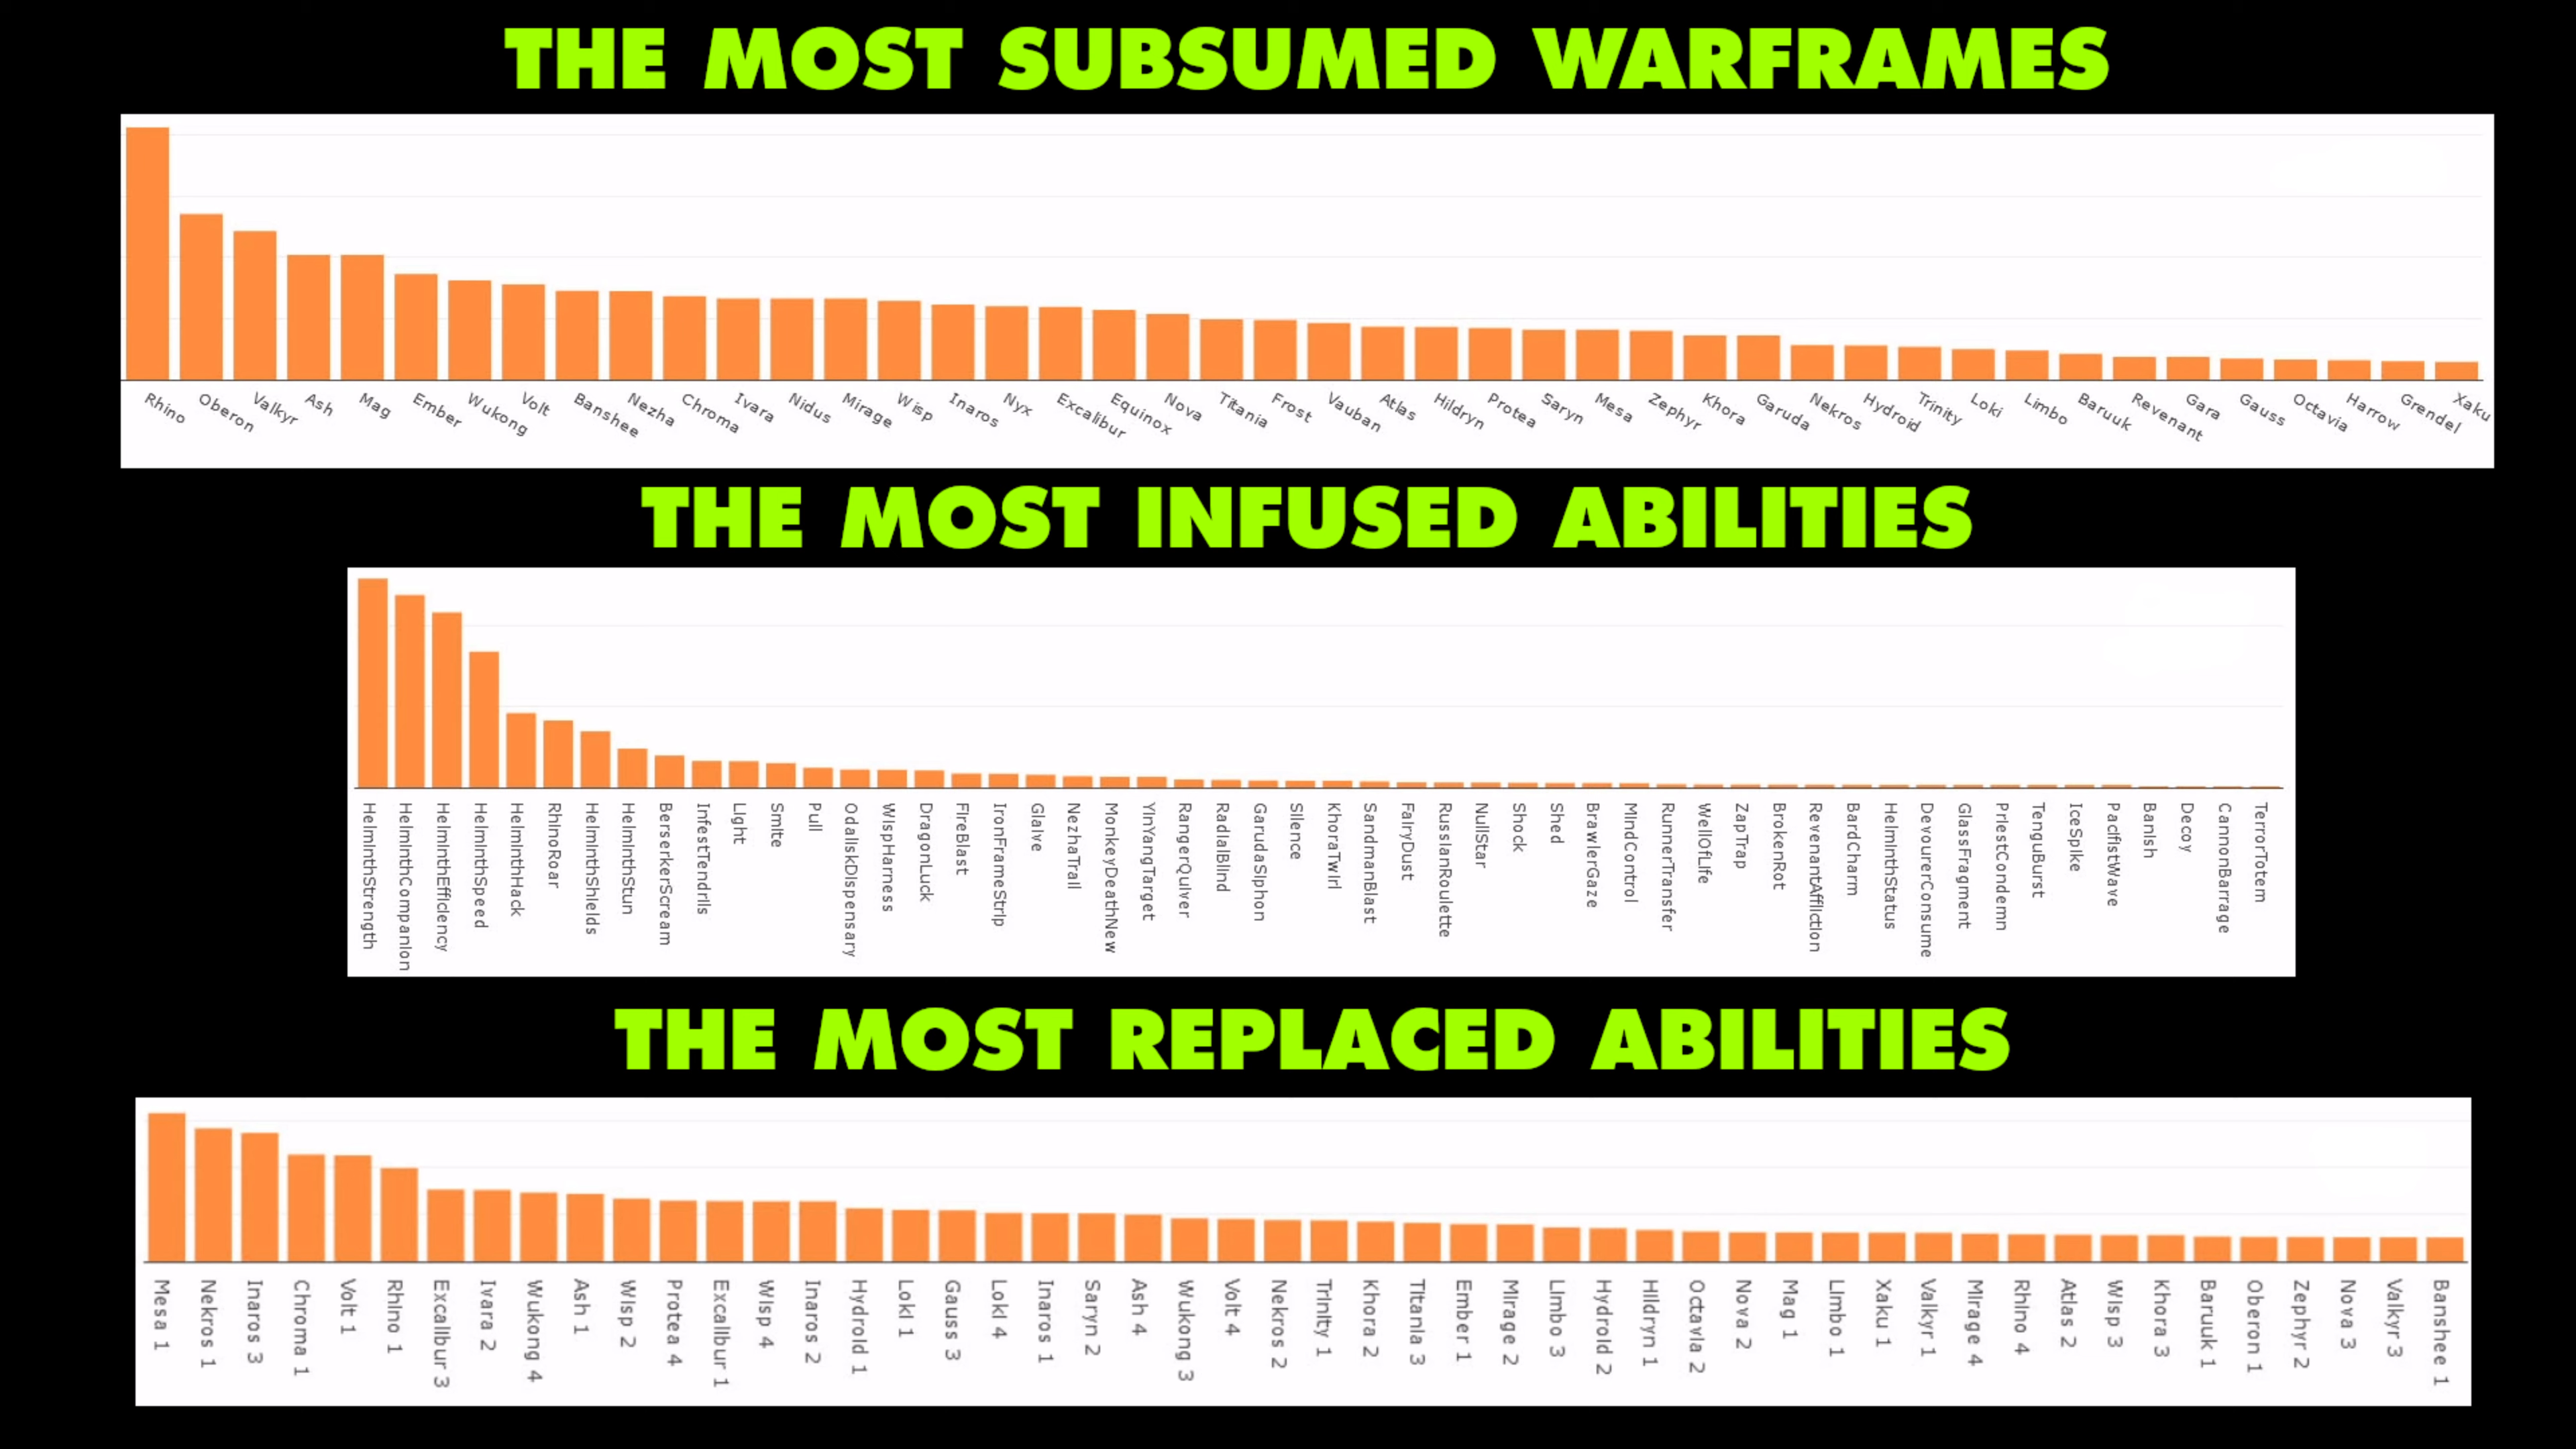 THE MOST SUBSUMED WARFRAMES
Rhino Oberon Valkyr Ash Mag Ember Wukong Volt Banshee Nezha Chroma Ivara Nidus Mirage Wisp Inaros Nyx Excalibur Equinox Nova Titania Frost Vauban Atlas Hildryn Protea Saryn Mesa Zephyr Khora Garuda Nekros Hydroid Trinity Loki Limbo Baruuk Revenant Gara Gauss Octavia Harrow Grendel Xaku
THE MOST INFUSED ABILITIES
HelminthStrength HelminthCompanion HelminthEfficiency HelminthSpeed HelminthHack RhinoRoar HelminthShields HelminthStun BerserkerScream InfestTendrils Light Smite Pull OdaliskDispensary WispHarness DragonLuck FireBlast IronFrameStrip Glaive NezhaTrail MonkeyDeathNew YinYangTarget RangerQuiver RadialBlind GarudaSiphon Silence KhoraTwirl SandmanBlast FairyDust RussianRoulette NullStar Shock Shed BrawlerGaze MindControl RunnerTransfer WellOfLife ZapTrap BrokenRot RevenantAffliction BardCharm HelminthStatus DevourerConsume GlassFragment PriestCondemn TenguBurst IceSpike PacifistWave Banish Decoy CannonBarrage TerrorTotem
THE MOST REPLACED ABILITIES
Mesa 1 Nekros 1 Inaros 3 Chroma 1 Volt 1 Rhino 1 Excalibur 3 Ivara 2 Wukong 4 Ash 1 Wisp 2 Protea 4 Excalibur 1 Wisp 4 Inaros 2 Hydroid 1 Loki 1 Gauss 3 Loki 4 Inaros 1 Saryn 2 Ash 4 Wukong 3 Volt 4 Nekros 2 Trinity 1 Khora 2 Titania 3 Ember 1 Mirage 2 Limbo 3 Hydroid 2 Hildryn 1 Octavia 2 Nova 2 Mag 1 Limbo 1 Xaku 1 Valkyr 1 Mirage 4 Rhino 4 Atlas 2 Wisp 3 Khora 3 Baruuk 1 Oberon 1 Zephyr 2 Nova 3 Valkyr 3 Banshee 1